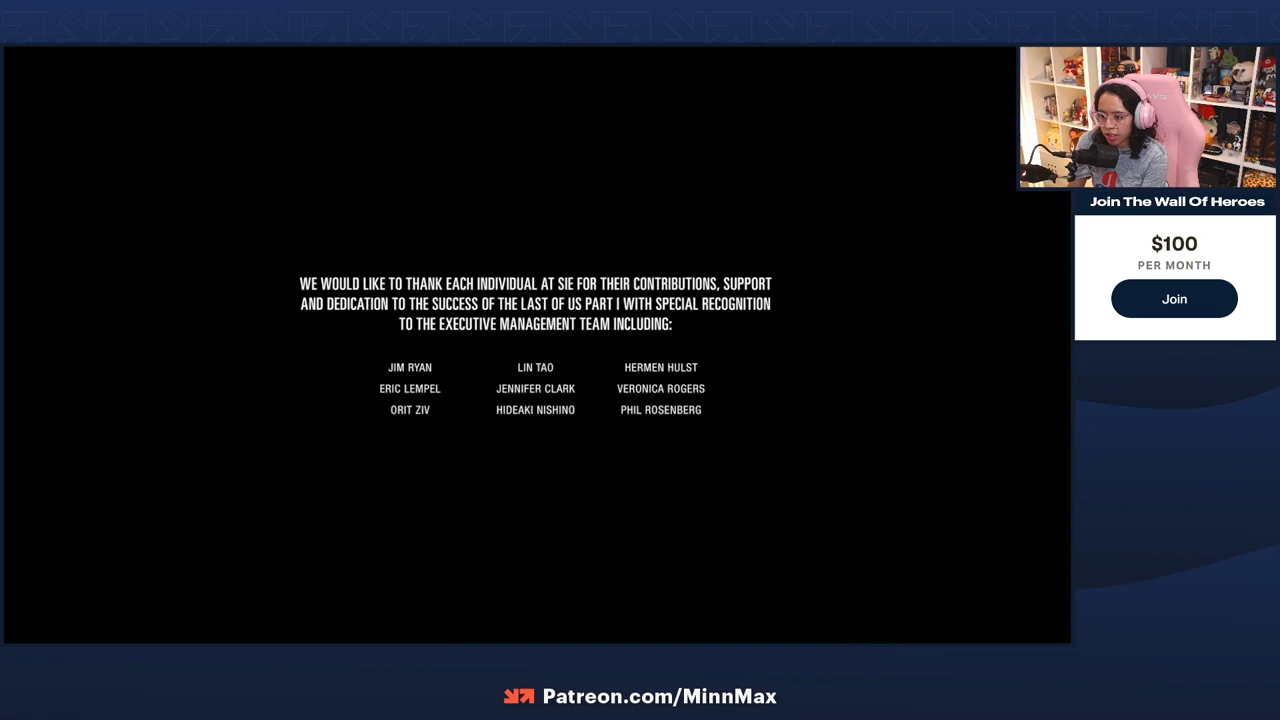 WE WOULD LIKE TO THANK EACH INDIVIDUAL AT SIE FOR THEIR CONTRIBUTIONS, SUPPORT
AND DEDICATION TO THE SUCCESS OF THE LAST OF US PART I WITH SPECIAL RECOGNITION
TO THE EXECUTIVE MANAGEMENT TEAM INCLUDING:
JIM RYAN LIN TAO HERMEN HULST
ERIC LEMPEL JENNIFER CLARK VERONICA ROGERS
ORIT ZIV HIDEAKI NISHINO PHIL ROSENBERG
Join The Wall Of Heroes
$100
PER MONTH
Join
Patreon.com/MinnMax